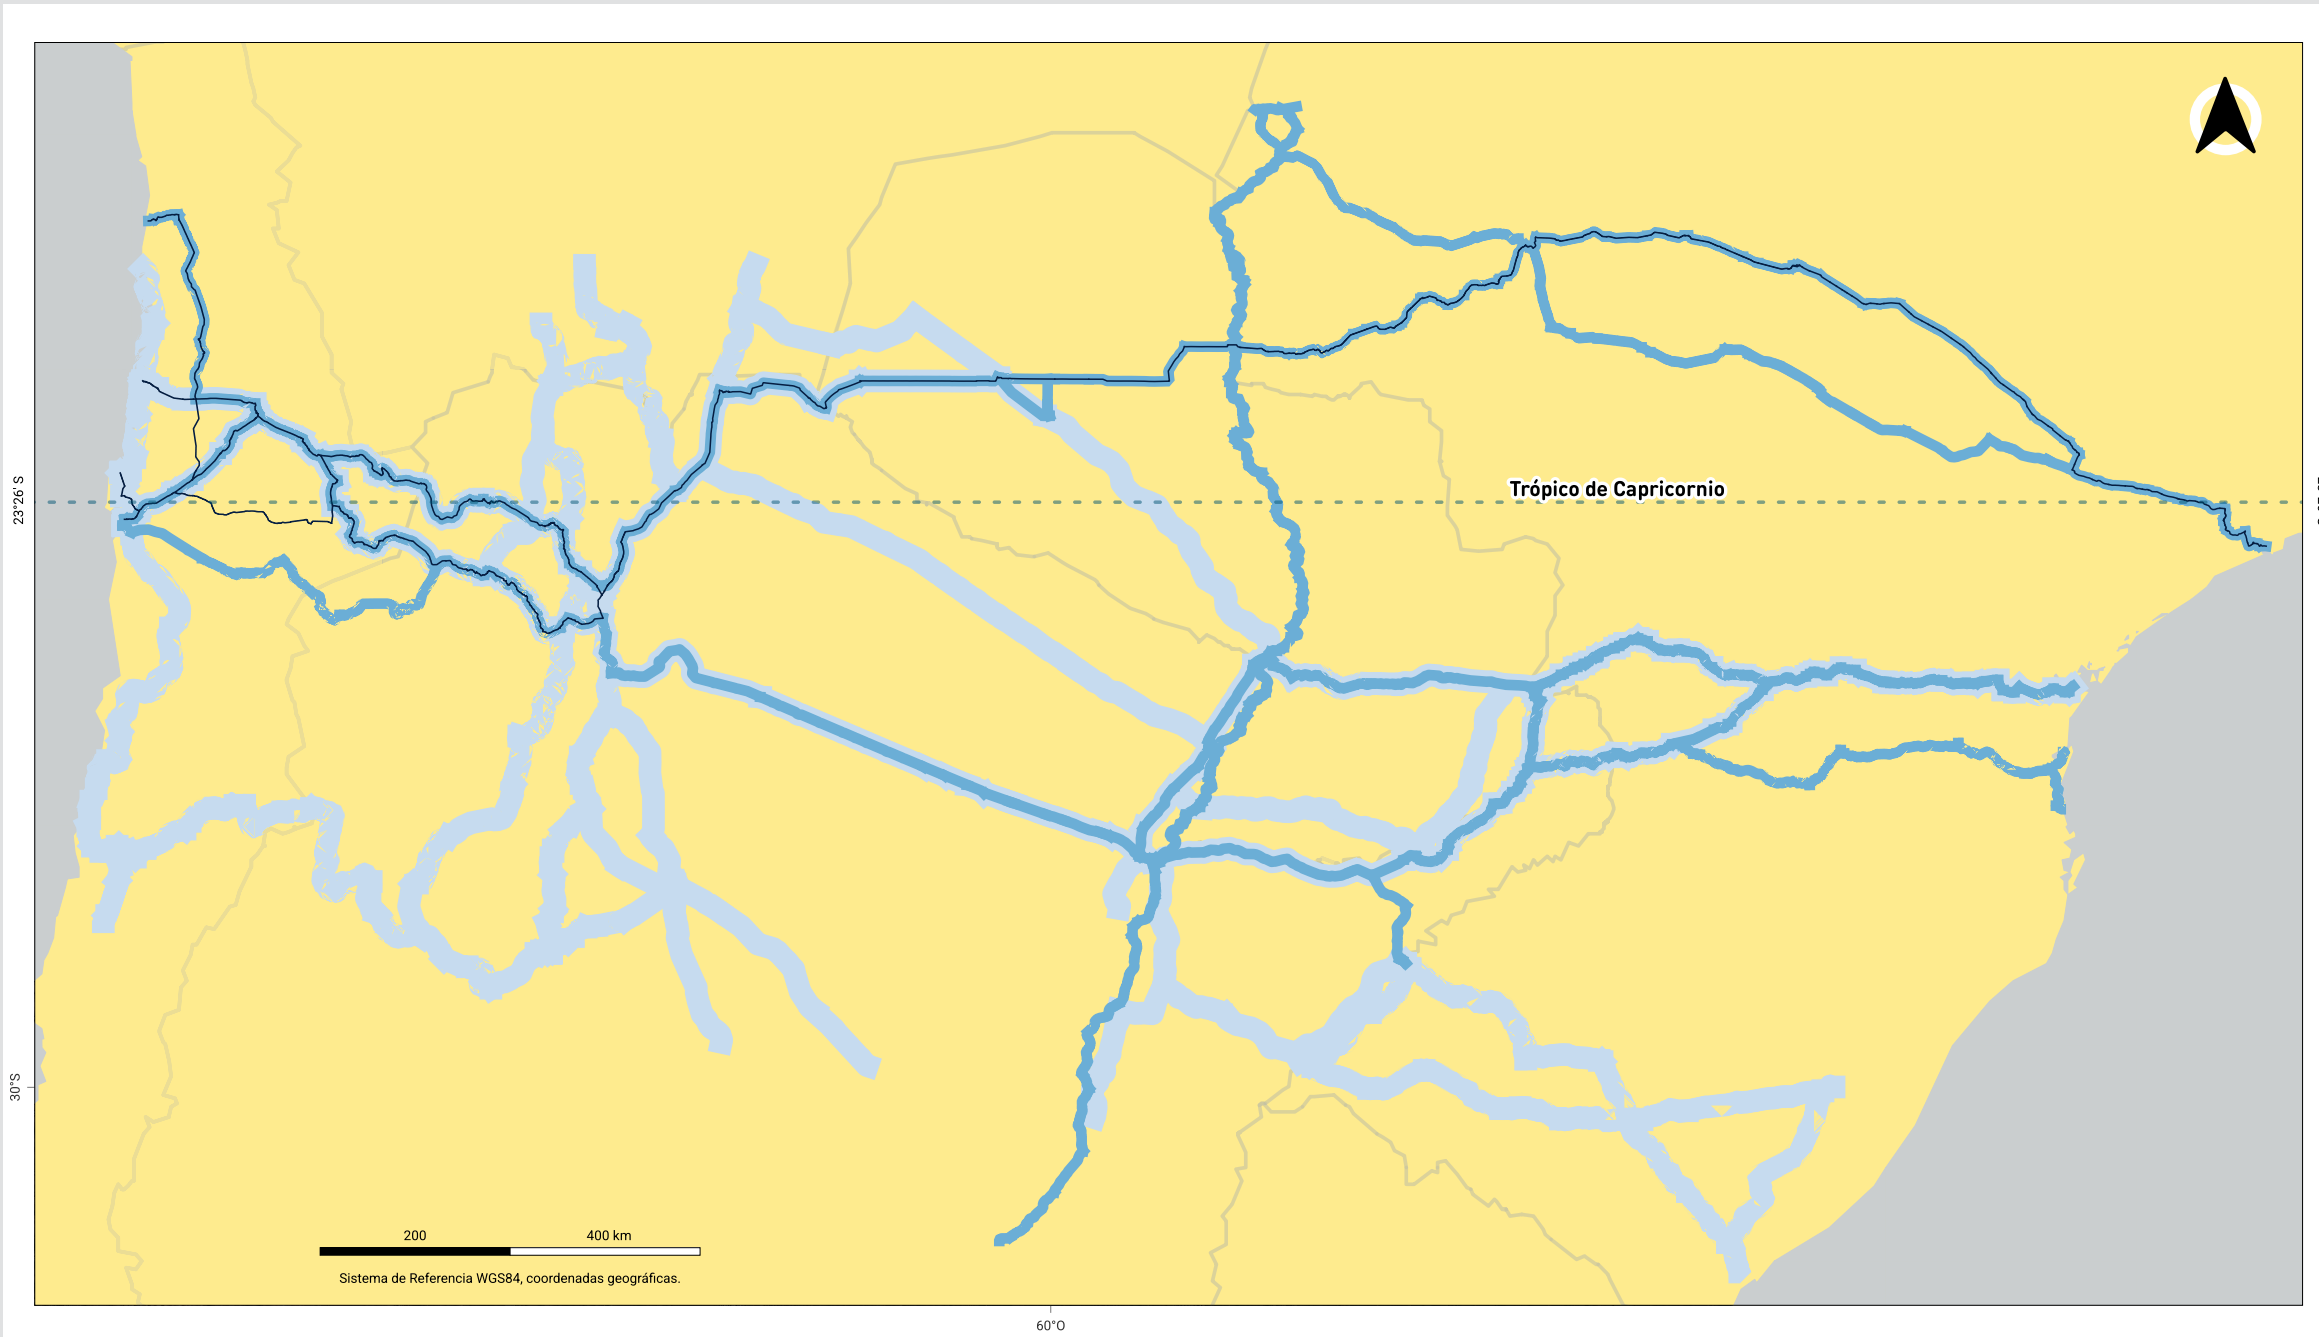 Trópico de Capricornio
23°26' S
30°S
200 400 km
Sistema de Referencia WGS84, coordenadas geográficas.
60°O